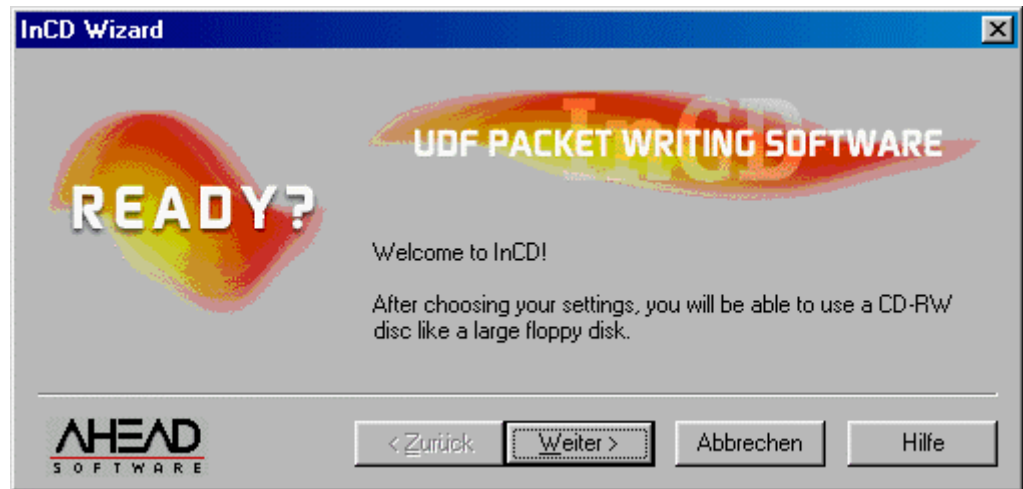 InCD Wizard
InCD
UDF PACKET WRITING SOFTWARE
READY?
Welcome to InCD!
After choosing your settings, you will be able to use a CD-RW
disc like a large floppy disk.
AHEAD
SOFTWARE
< Zurück
Weiter >
Abbrechen
Hilfe